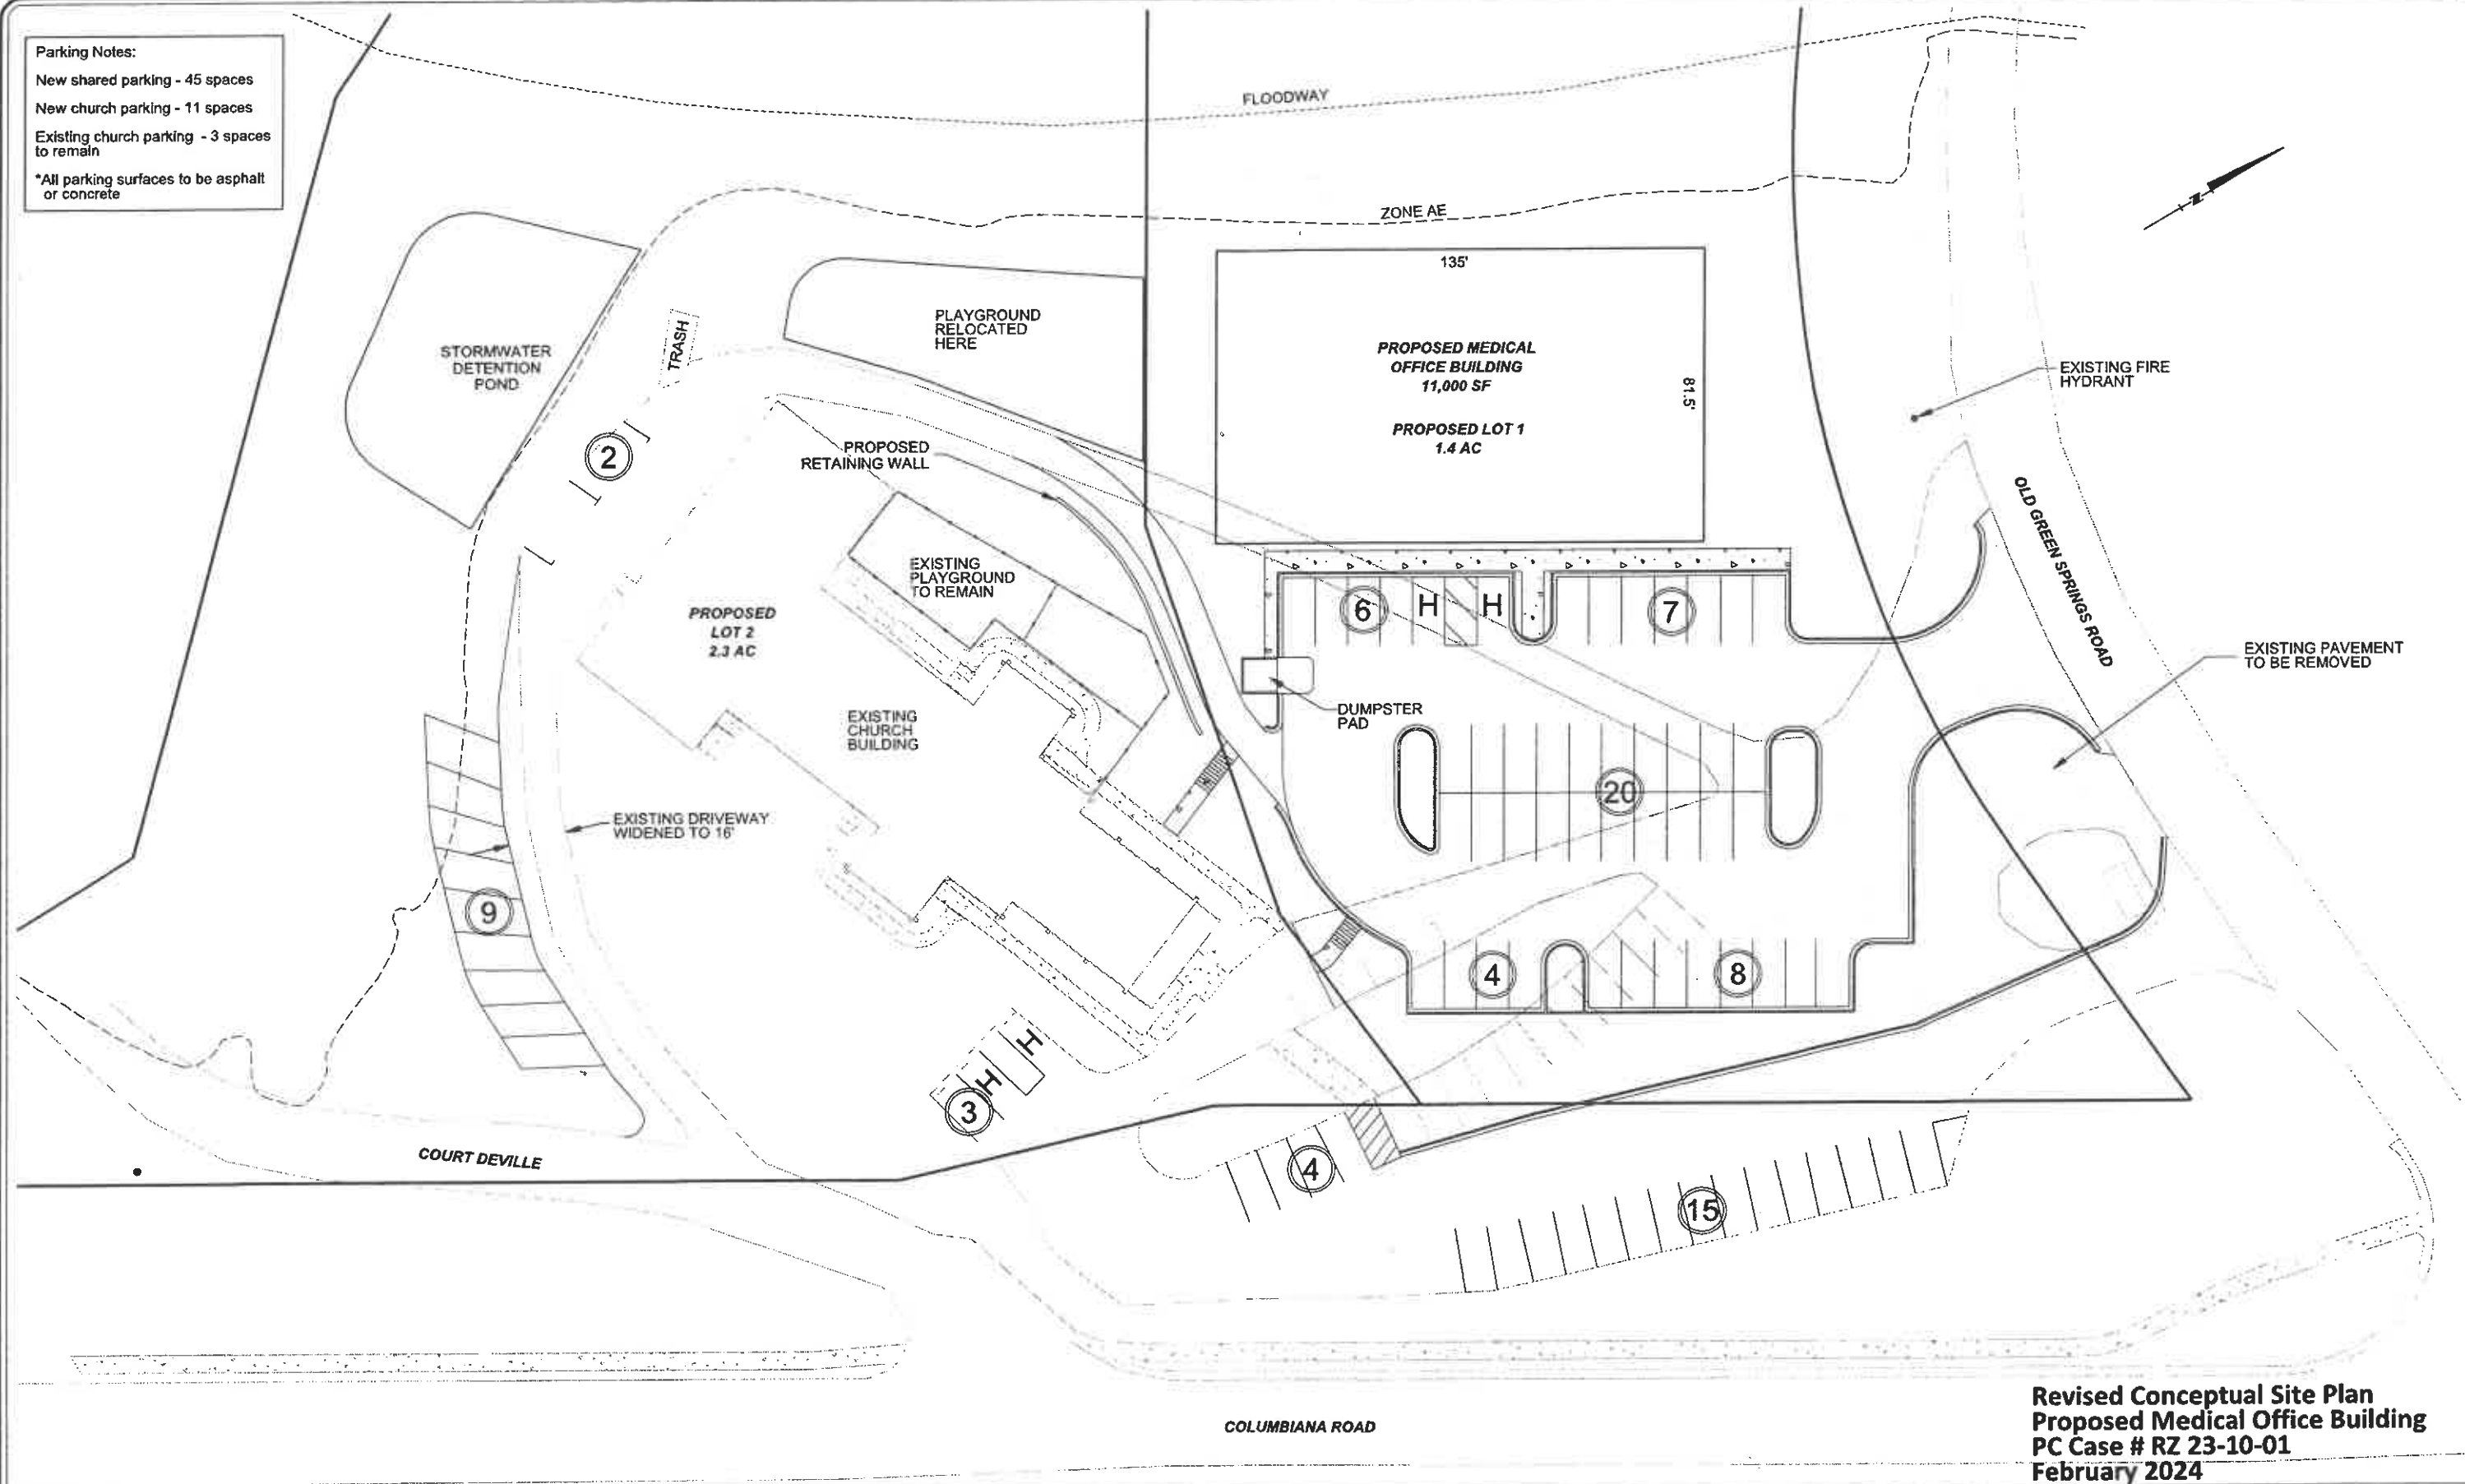 Parking Notes:
New shared parking - 45 spaces
New church parking - 11 spaces
Existing church parking - 3 spaces
to remain
*All parking surfaces to be asphalt
or concrete
FLOODWAY
ZONE AE
N
135'
81.5'
PROPOSED MEDICAL
OFFICE BUILDING
11,000 SF
PROPOSED LOT 1
1.4 AC
PLAYGROUND
RELOCATED
HERE
TRASH
STORMWATER
DETENTION
POND
EXISTING FIRE
HYDRANT
2
PROPOSED
RETAINING WALL
OLD GREEN SPRINGS ROAD
EXISTING
PLAYGROUND
TO REMAIN
6
H
H
7
PROPOSED
LOT 2
2.3 AC
EXISTING PAVEMENT
TO BE REMOVED
DUMPSTER
PAD
EXISTING
CHURCH
BUILDING
20
EXISTING DRIVEWAY
WIDENED TO 16'
9
4
8
H
H
3
COURT DEVILLE
4
15
COLUMBIANA ROAD
Revised Conceptual Site Plan
Proposed Medical Office Building
PC Case # RZ 23-10-01
February 2024